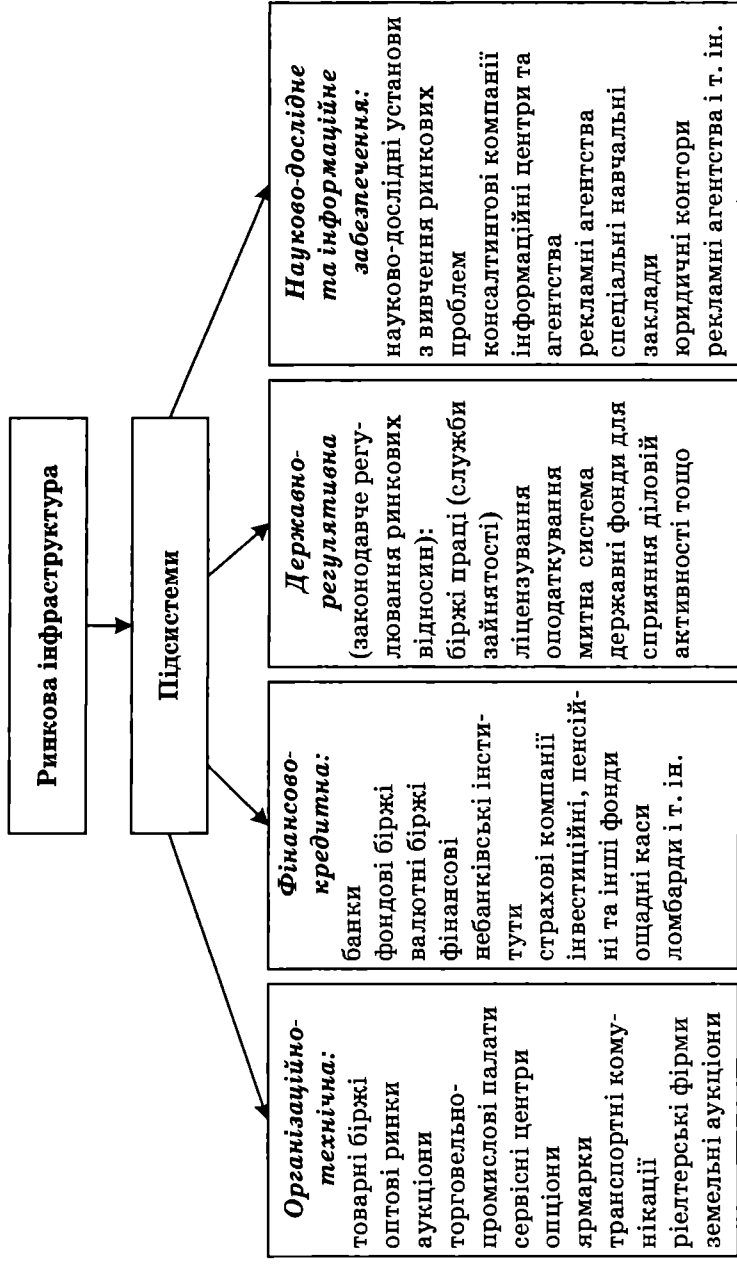 Ринкова інфраструктура
Підсистеми
Організаційно-
технічна:
товарні біржі
оптові ринки
аукціони
торговельно-
промислові палати
сервісні центри
опціони
ярмарки
транспортні кому-
нікації
ріелтерські фірми
земельні аукціони
Фінансово-
кредитна:
банки
фондові біржі
валютні біржі
фінансові
небанківські інсти-
тути
страхові компанії
інвестиційні, пенсій-
ні та інші фонди
ощадні каси
ломбарди і т. ін.
Державно-
регулятивна
(законодавче регу-
лювання ринкових
відносин):
біржі праці (служби
зайнятості)
ліцензування
оподаткування
митна система
державні фонди для
сприяння діловій
активності тощо
Науково-дослідне
та інформаційне
забезпечення:
науково-дослідні установи
з вивчення ринкових
проблем
консалтингові компанії
інформаційні центри та
агентства
рекламні агентства
спеціальні навчальні
заклади
юридичні контори
рекламні агентства і т. ін.